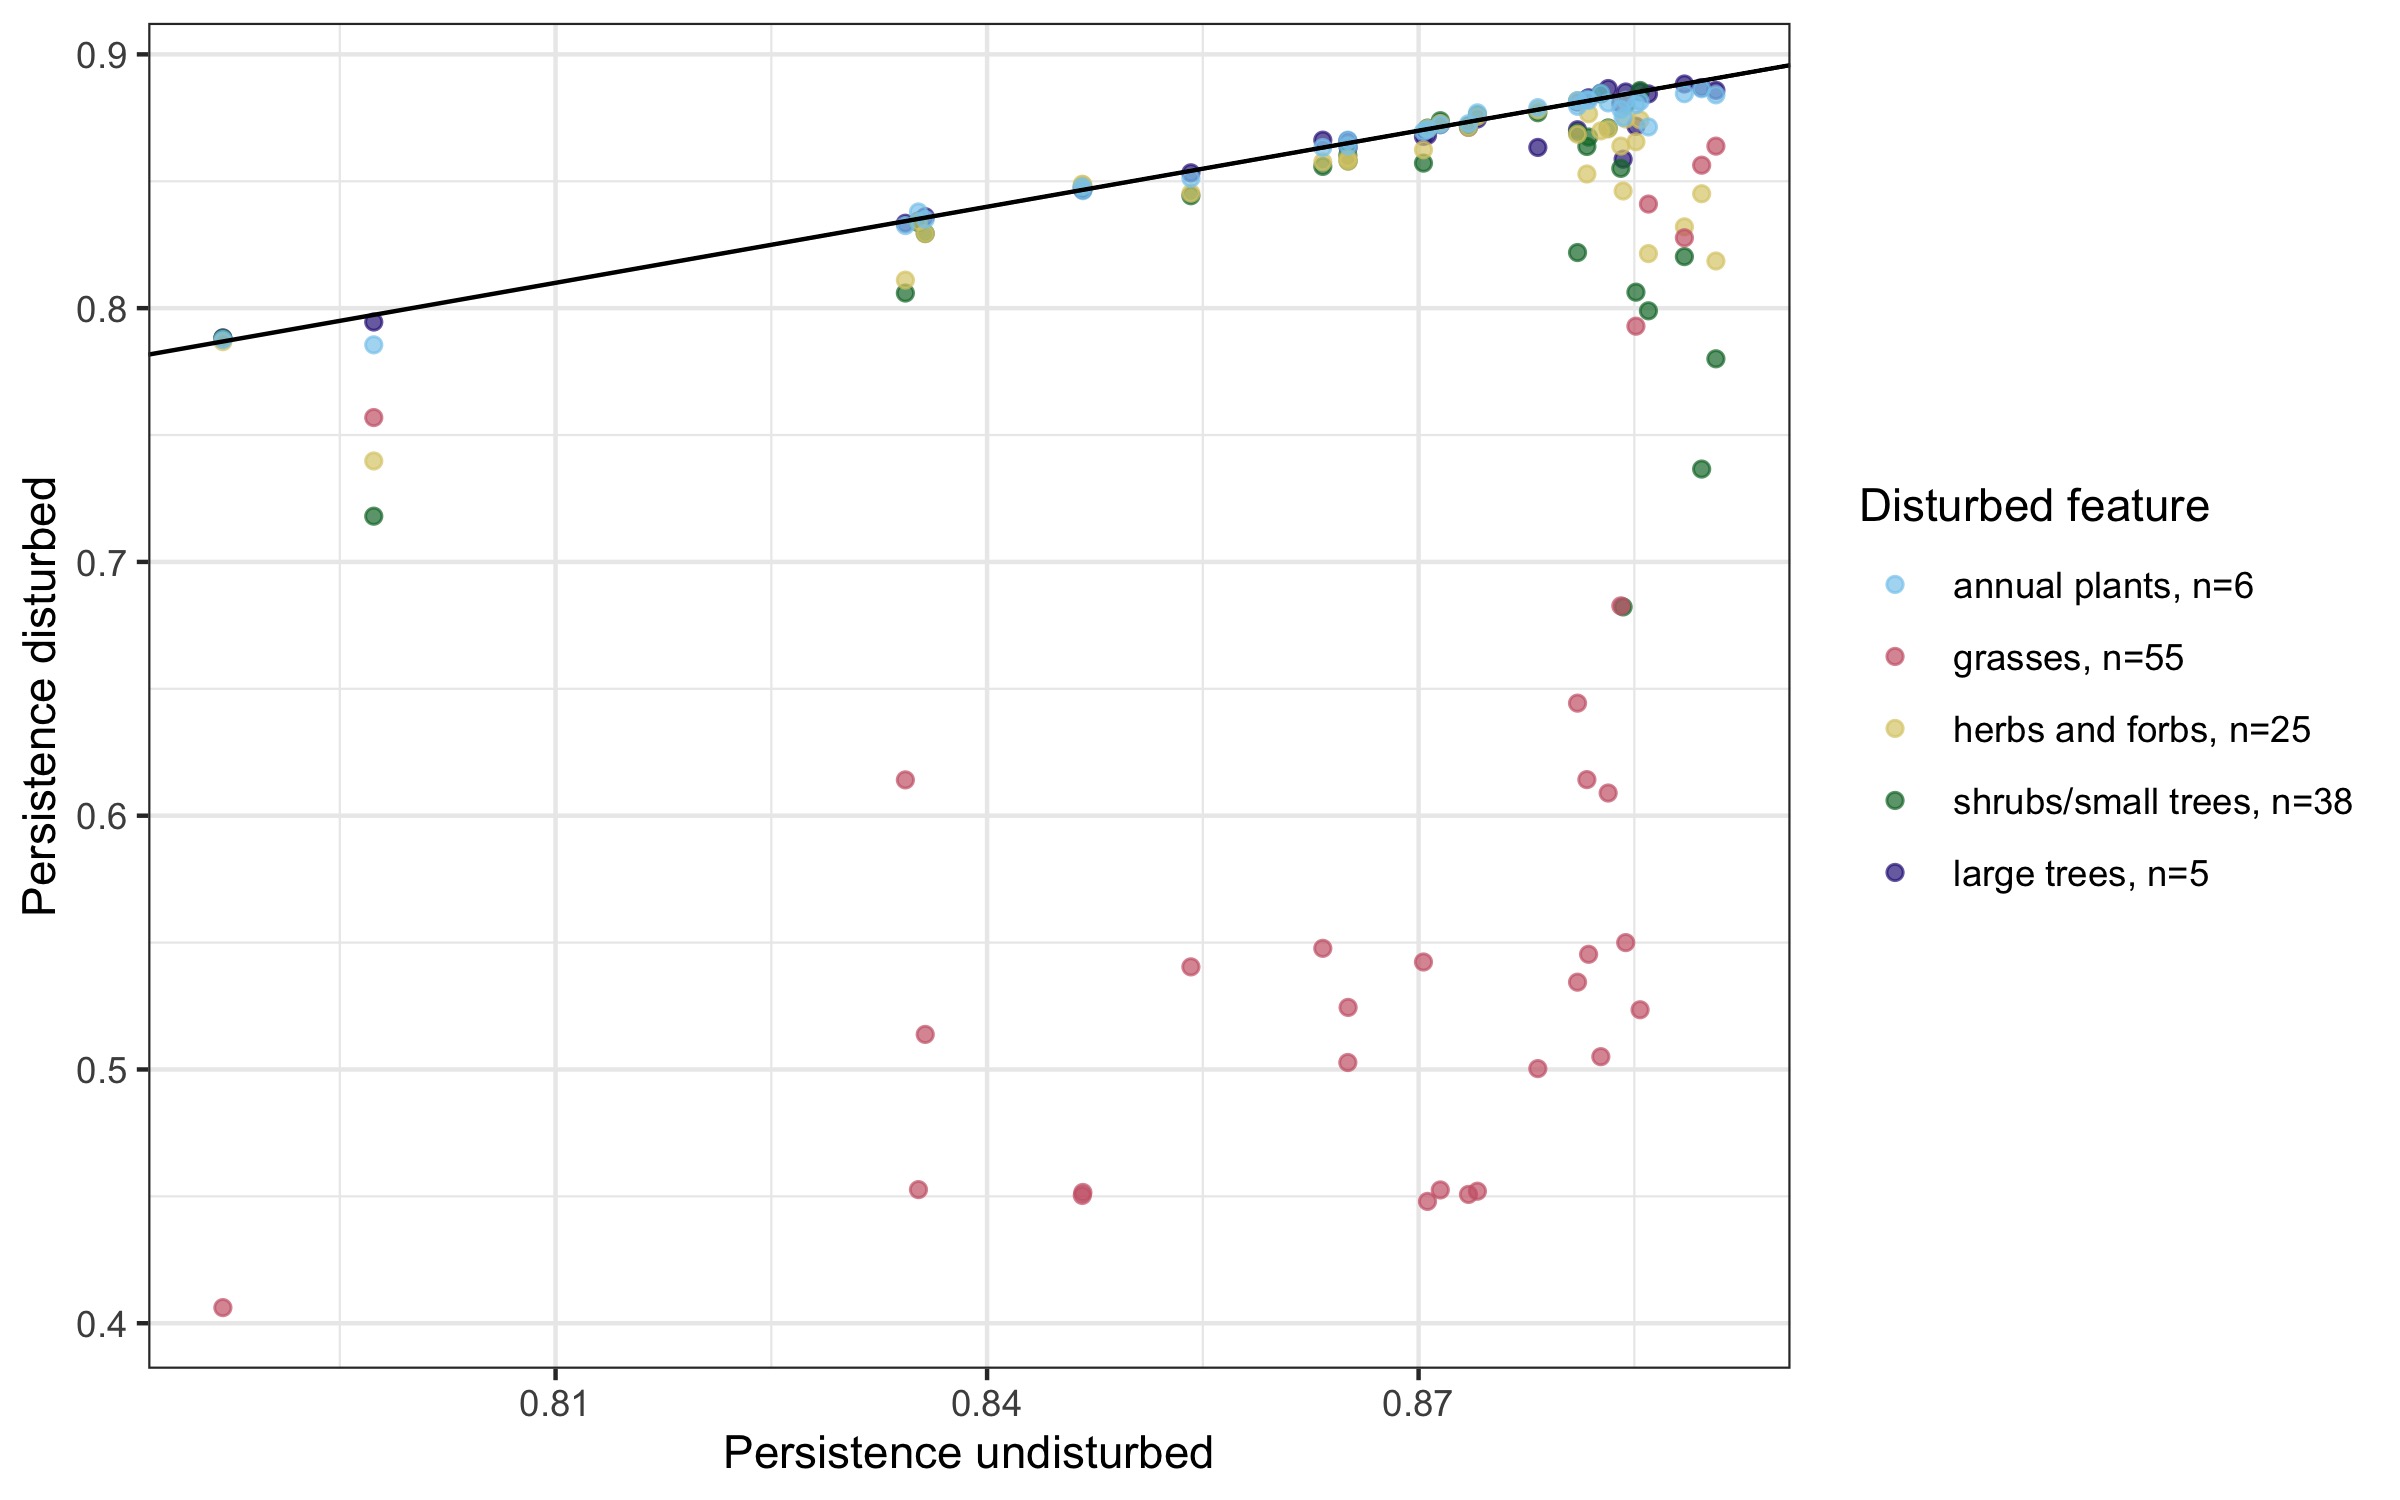 0.9
0.8
0.7
0.6
0.5
0.4
Persistence disturbed
0.81
0.84
0.87
Persistence undisturbed
Disturbed feature
annual plants, n=6
grasses, n=55
herbs and forbs, n=25
shrubs/small trees, n=38
large trees, n=5